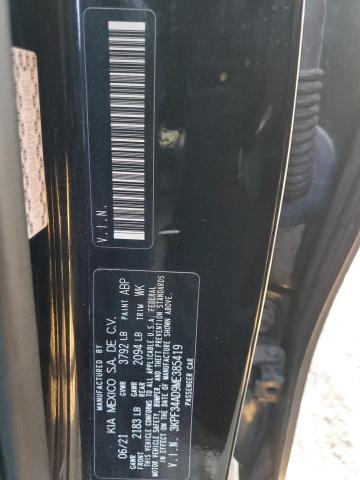 V.I.N.
KIA MEXICO S.A. DE C.V.
06/21 GVWR 3792 LB PAINT ABP
GAWR FRONT 2183 LB GAWR REAR 2094 LB TRIM WK
THIS VEHICLE CONFORMS TO ALL APPLICABLE U.S.A. FEDERAL
MOTOR VEHICLE SAFETY, BUMPER, AND THEFT PREVENTION STANDARDS
IN EFFECT ON THE DATE OF MANUFACTURE SHOWN ABOVE.
V.I.N : 3KPF34AD9ME385419
PASSENGER CAR